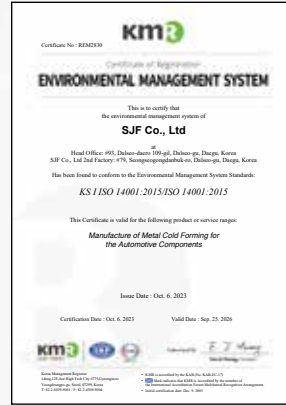 KMR
Certificate No : REM2830
Certificate of Registration
ENVIRONMENTAL MANAGEMENT SYSTEM
This is to certify that
the environmental management system of
SJF Co., Ltd
at
Head Office: #93, Dalseo-daero 109-gil, Dalseo-gu, Daegu, Korea
SJF Co., Ltd 2nd Factory: #79, Seongseogongdanbuk-ro, Dalseo-gu, Daegu, Korea
Has been found to conform to the Environmental Management System Standards:
KS I ISO 14001:2015/ISO 14001:2015
This Certificate is valid for the following product or service ranges:
Manufacture of Metal Cold Forming for
the Automotive Components
Issue Date : Oct. 6. 2023
Certification Date : Oct. 6. 2023
Valid Date : Sep. 25. 2026
KMR
Korea Management Registrar